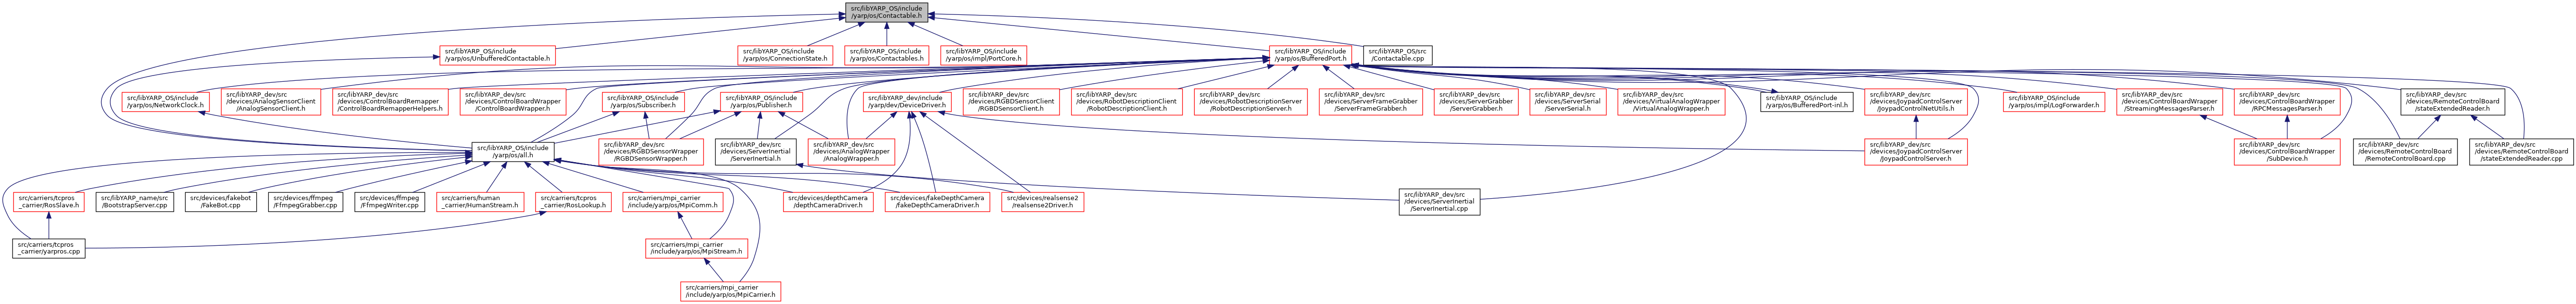 src/libYARP_OS/include
/yarp/os/Contactable.h
src/libYARP_OS/include
/yarp/os/UnbufferedContactable.h
src/libYARP_OS/include
/yarp/os/ConnectionState.h
src/libYARP_OS/include
/yarp/os/Contactables.h
src/libYARP_OS/include
/yarp/os/impl/PortCore.h
src/libYARP_OS/include
/yarp/os/BufferedPort.h
src/libYARP_OS/src
/Contactable.cpp
src/libYARP_OS/include
/yarp/os/NetworkClock.h
src/libYARP_dev/src
/devices/AnalogSensorClient
/AnalogSensorClient.h
src/libYARP_dev/src
/devices/ControlBoardRemapper
/ControlBoardRemapperHelpers.h
src/libYARP_dev/src
/devices/ControlBoardWrapper
/ControlBoardWrapper.h
src/libYARP_OS/include
/yarp/os/Subscriber.h
src/libYARP_OS/include
/yarp/os/Publisher.h
src/libYARP_dev/include
/yarp/dev/DeviceDriver.h
src/libYARP_dev/src
/devices/RGBDSensorClient
/RGBDSensorClient.h
src/libYARP_dev/src
/devices/RobotDescriptionClient
/RobotDescriptionClient.h
src/libYARP_dev/src
/devices/RobotDescriptionServer
/RobotDescriptionServer.h
src/libYARP_dev/src
/devices/ServerFrameGrabber
/ServerFrameGrabber.h
src/libYARP_dev/src
/devices/ServerGrabber
/ServerGrabber.h
src/libYARP_dev/src
/devices/ServerSerial
/ServerSerial.h
src/libYARP_dev/src
/devices/VirtualAnalogWrapper
/VirtualAnalogWrapper.h
src/libYARP_OS/include
/yarp/os/BufferedPort-inl.h
src/libYARP_dev/src
/devices/JoypadControlServer
/JoypadControlNetUtils.h
src/libYARP_OS/include
/yarp/os/impl/LogForwarder.h
src/libYARP_dev/src
/devices/ControlBoardWrapper
/StreamingMessagesParser.h
src/libYARP_dev/src
/devices/ControlBoardWrapper
/RPCMessagesParser.h
src/libYARP_dev/src
/devices/RemoteControlBoard
/stateExtendedReader.h
src/libYARP_OS/include
/yarp/os/all.h
src/libYARP_dev/src
/devices/RGBDSensorWrapper
/RGBDSensorWrapper.h
src/libYARP_dev/src
/devices/ServerInertial
/ServerInertial.h
src/libYARP_dev/src
/devices/AnalogWrapper
/AnalogWrapper.h
src/libYARP_dev/src
/devices/JoypadControlServer
/JoypadControlServer.h
src/libYARP_dev/src
/devices/ControlBoardWrapper
/SubDevice.h
src/libYARP_dev/src
/devices/RemoteControlBoard
/RemoteControlBoard.cpp
src/libYARP_dev/src
/devices/RemoteControlBoard
/stateExtendedReader.cpp
src/carriers/tcpros
_carrier/RosSlave.h
src/libYARP_name/src
/BootstrapServer.cpp
src/devices/fakebot
/FakeBot.cpp
src/devices/ffmpeg
/FfmpegGrabber.cpp
src/devices/ffmpeg
/FfmpegWriter.cpp
src/carriers/human
_carrier/HumanStream.h
src/carriers/tcpros
_carrier/RosLookup.h
src/carriers/mpi_carrier
/include/yarp/os/MpiComm.h
src/devices/depthCamera
/depthCameraDriver.h
src/devices/fakeDepthCamera
/fakeDepthCameraDriver.h
src/devices/realsense2
/realsense2Driver.h
src/libYARP_dev/src
/devices/ServerInertial
/ServerInertial.cpp
src/carriers/tcpros
_carrier/yarpros.cpp
src/carriers/mpi_carrier
/include/yarp/os/MpiStream.h
src/carriers/mpi_carrier
/include/yarp/os/MpiCarrier.h